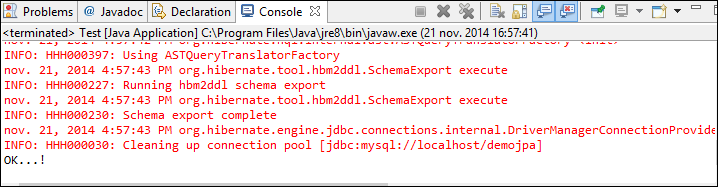 Problems @ Javadoc Declaration Console
<terminated> Test [Java Application] C:\Program Files\Java\jre8\bin\javaw.exe (21 nov. 2014 16:57:41)
INFO: HHH000397: Using ASTQueryTranslatorFactory
nov. 21, 2014 4:57:43 PM org.hibernate.tool.hbm2ddl.SchemaExport execute
INFO: HHH000227: Running hbm2ddl schema export
nov. 21, 2014 4:57:43 PM org.hibernate.tool.hbm2ddl.SchemaExport execute
INFO: HHH000230: Schema export complete
nov. 21, 2014 4:57:43 PM org.hibernate.engine.jdbc.connections.internal.DriverManagerConnectionProvide
INFO: HHH000030: Cleaning up connection pool [jdbc:mysql://localhost/demojpa]
OK...!